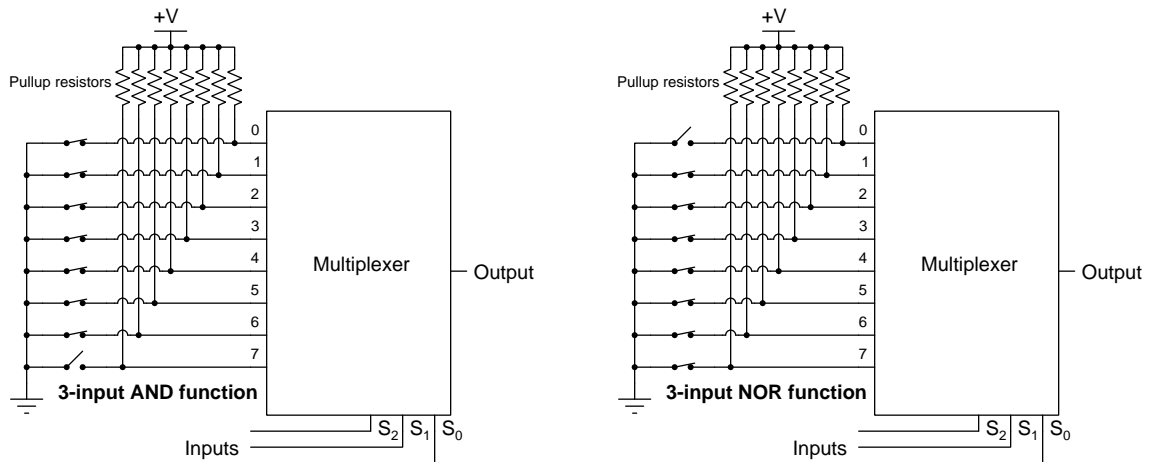 +V
Pullup resistors
0
1
2
3
4
5
6
7
Multiplexer
Output
3-input AND function
S2 S1 S0
Inputs
+V
Pullup resistors
0
1
2
3
4
5
6
7
Multiplexer
Output
3-input NOR function
S2 S1 S0
Inputs